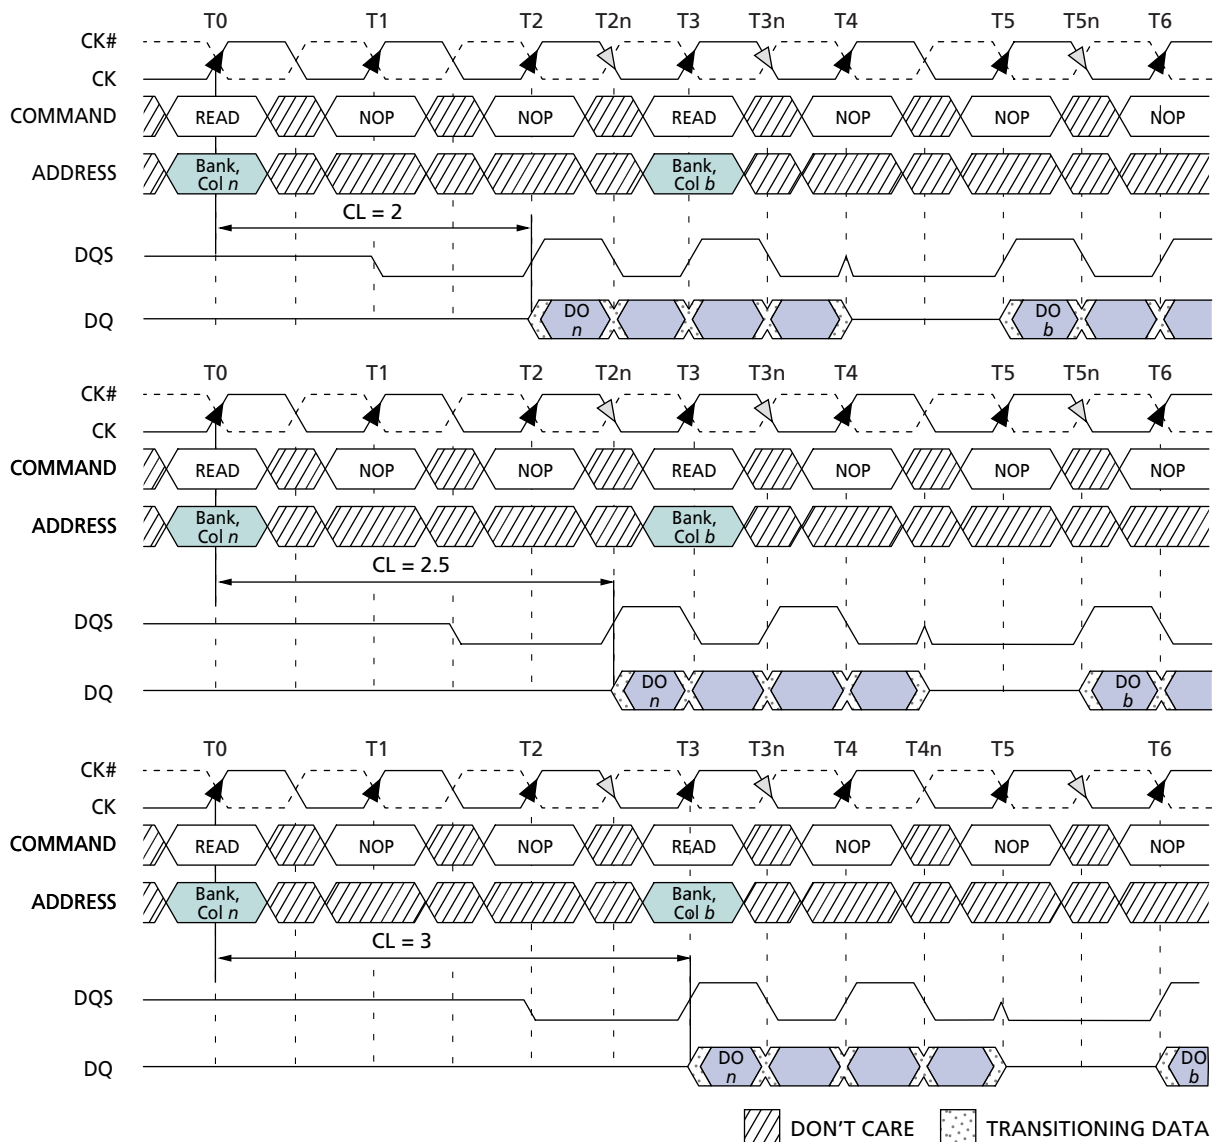 T0 T1 T2 T2n T3 T3n T4 T5 T5n T6
CK#
CK
COMMAND READ NOP NOP READ NOP NOP NOP
ADDRESS Bank, Col n Bank, Col b
CL = 2
DQS
DQ DO n DO b
T0 T1 T2 T2n T3 T3n T4 T5 T5n T6
CK#
CK
COMMAND READ NOP NOP READ NOP NOP NOP
ADDRESS Bank, Col n Bank, Col b
CL = 2.5
DQS
DQ DO n DO b
T0 T1 T2 T3 T3n T4 T4n T5 T6
CK#
CK
COMMAND READ NOP NOP READ NOP NOP NOP
ADDRESS Bank, Col n Bank, Col b
CL = 3
DQS
DQ DO n DO b
DON'T CARE TRANSITIONING DATA